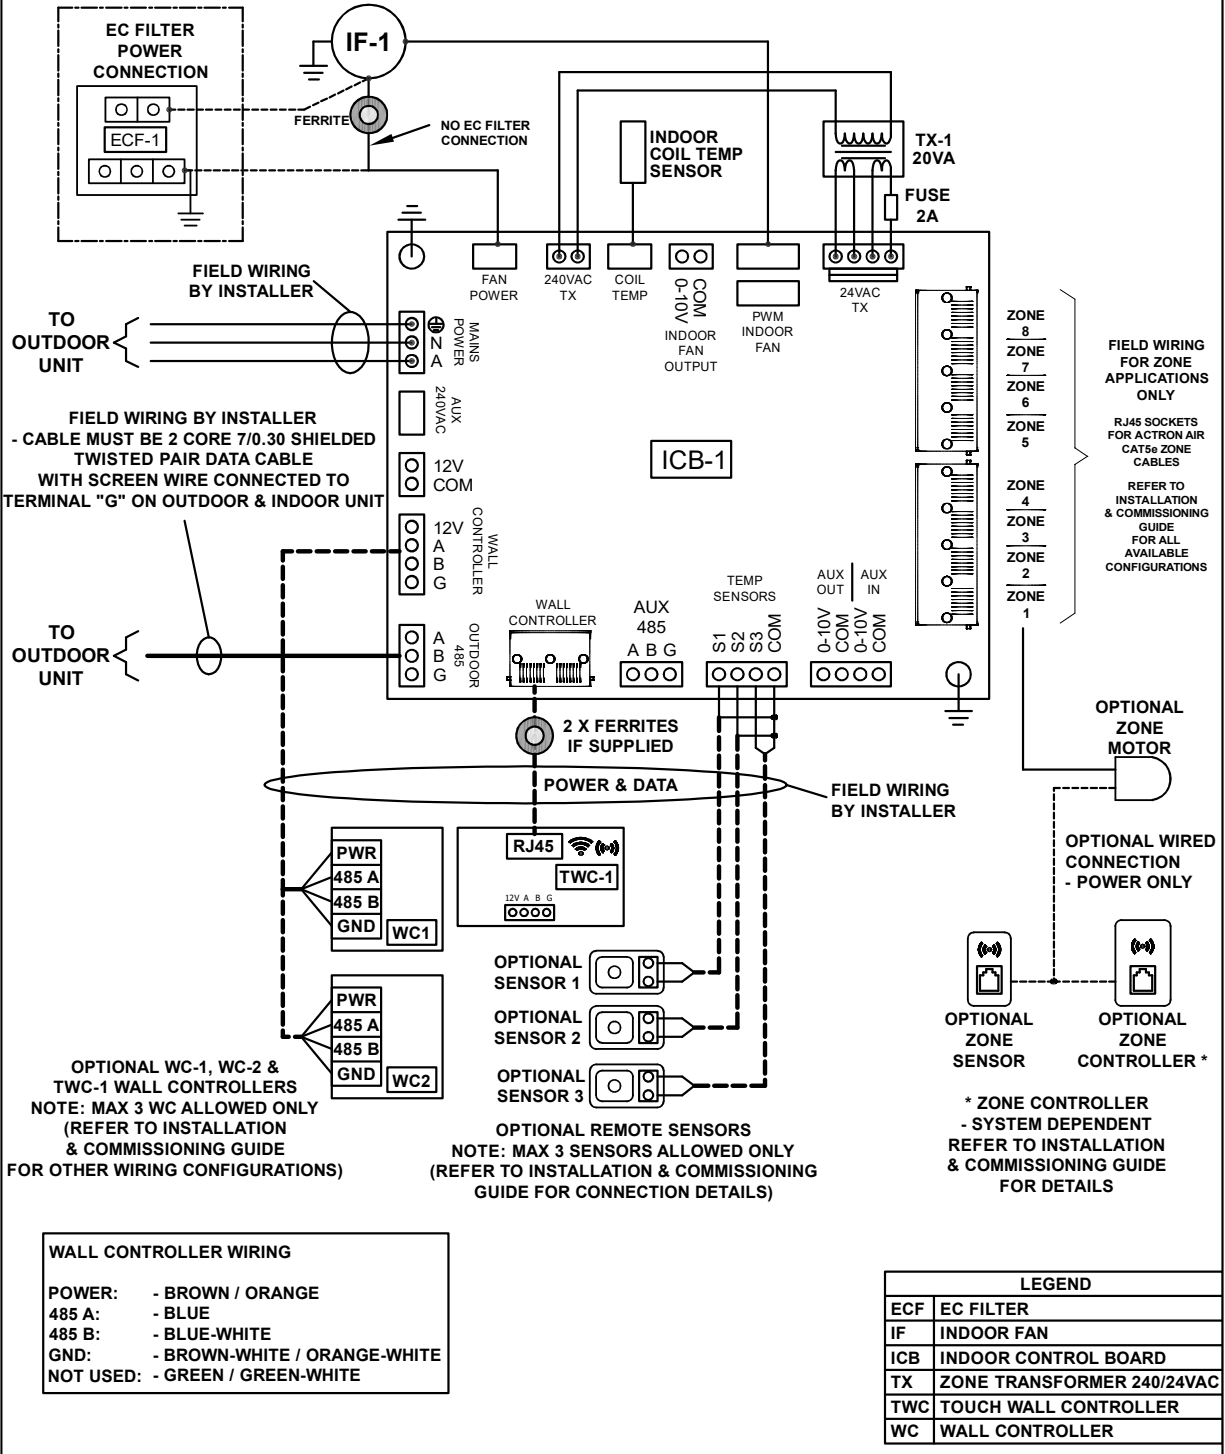 EC FILTER
POWER
CONNECTION
ECF-1
IF-1
FERRITE
NO EC FILTER
CONNECTION
INDOOR
COIL TEMP
SENSOR
TX-1
20VA
FUSE
2A
FIELD WIRING
BY INSTALLER
FAN
POWER
240VAC
TX
COIL
TEMP
0-10V
COM
INDOOR
FAN
OUTPUT
PWM
INDOOR
FAN
24VAC
TX
TO
OUTDOOR
UNIT
N
A
MAINS
POWER
AUX
240VAC
FIELD WIRING BY INSTALLER
- CABLE MUST BE 2 CORE 7/0.30 SHIELDED
TWISTED PAIR DATA CABLE
WITH SCREEN WIRE CONNECTED TO
TERMINAL "G" ON OUTDOOR & INDOOR UNIT
12V
COM
12V
A
B
G
WALL
CONTROLLER
ICB-1
ZONE
8
ZONE
7
ZONE
6
ZONE
5
ZONE
4
ZONE
3
ZONE
2
ZONE
1
FIELD WIRING
FOR ZONE
APPLICATIONS
ONLY
RJ45 SOCKETS
FOR ACTRON AIR
CAT5e ZONE
CABLES
REFER TO
INSTALLATION
& COMMISSIONING
GUIDE
FOR ALL
AVAILABLE
CONFIGURATIONS
TO
OUTDOOR
UNIT
A
B
G
OUTDOOR
485
WALL
CONTROLLER
AUX
485
A B G
TEMP
SENSORS
S1
S2
S3
COM
AUX
OUT
AUX
IN
0-10V
COM
0-10V
COM
2 X FERRITES
IF SUPPLIED
POWER & DATA
FIELD WIRING
BY INSTALLER
OPTIONAL
ZONE
MOTOR
OPTIONAL WIRED
CONNECTION
- POWER ONLY
PWR
485 A
485 B
GND
WC1
RJ45
TWC-1
12V A B G
PWR
485 A
485 B
GND
WC2
OPTIONAL
SENSOR 1
OPTIONAL
SENSOR 2
OPTIONAL
SENSOR 3
OPTIONAL
ZONE
SENSOR
OPTIONAL
ZONE
CONTROLLER *
OPTIONAL WC-1, WC-2 &
TWC-1 WALL CONTROLLERS
NOTE: MAX 3 WC ALLOWED ONLY
(REFER TO INSTALLATION
& COMMISSIONING GUIDE
FOR OTHER WIRING CONFIGURATIONS)
OPTIONAL REMOTE SENSORS
NOTE: MAX 3 SENSORS ALLOWED ONLY
(REFER TO INSTALLATION & COMMISSIONING
GUIDE FOR CONNECTION DETAILS)
* ZONE CONTROLLER
- SYSTEM DEPENDENT
REFER TO INSTALLATION
& COMMISSIONING GUIDE
FOR DETAILS
WALL CONTROLLER WIRING
POWER: - BROWN / ORANGE
485 A: - BLUE
485 B: - BLUE-WHITE
GND: - BROWN-WHITE / ORANGE-WHITE
NOT USED: - GREEN / GREEN-WHITE
LEGEND
ECF EC FILTER
IF INDOOR FAN
ICB INDOOR CONTROL BOARD
TX ZONE TRANSFORMER 240/24VAC
TWC TOUCH WALL CONTROLLER
WC WALL CONTROLLER